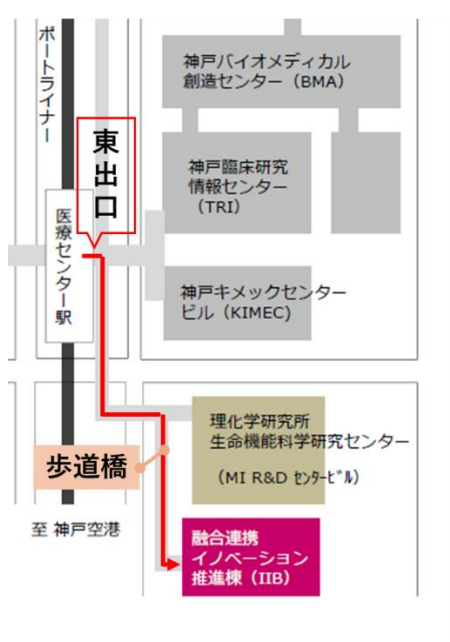 ポートライナー
神戸バイオメディカル
創造センター（BMA）
東出口
神戸臨床研究
情報センター
（TRI）
医療センター駅
神戸キメックセンター
ビル（KIMEC)
理化学研究所
生命機能科学研究センター
（MI R&D ｾﾝﾀｰﾋﾞﾙ）
歩道橋
至 神戸空港
融合連携
イノベーション
推進棟（IIB）